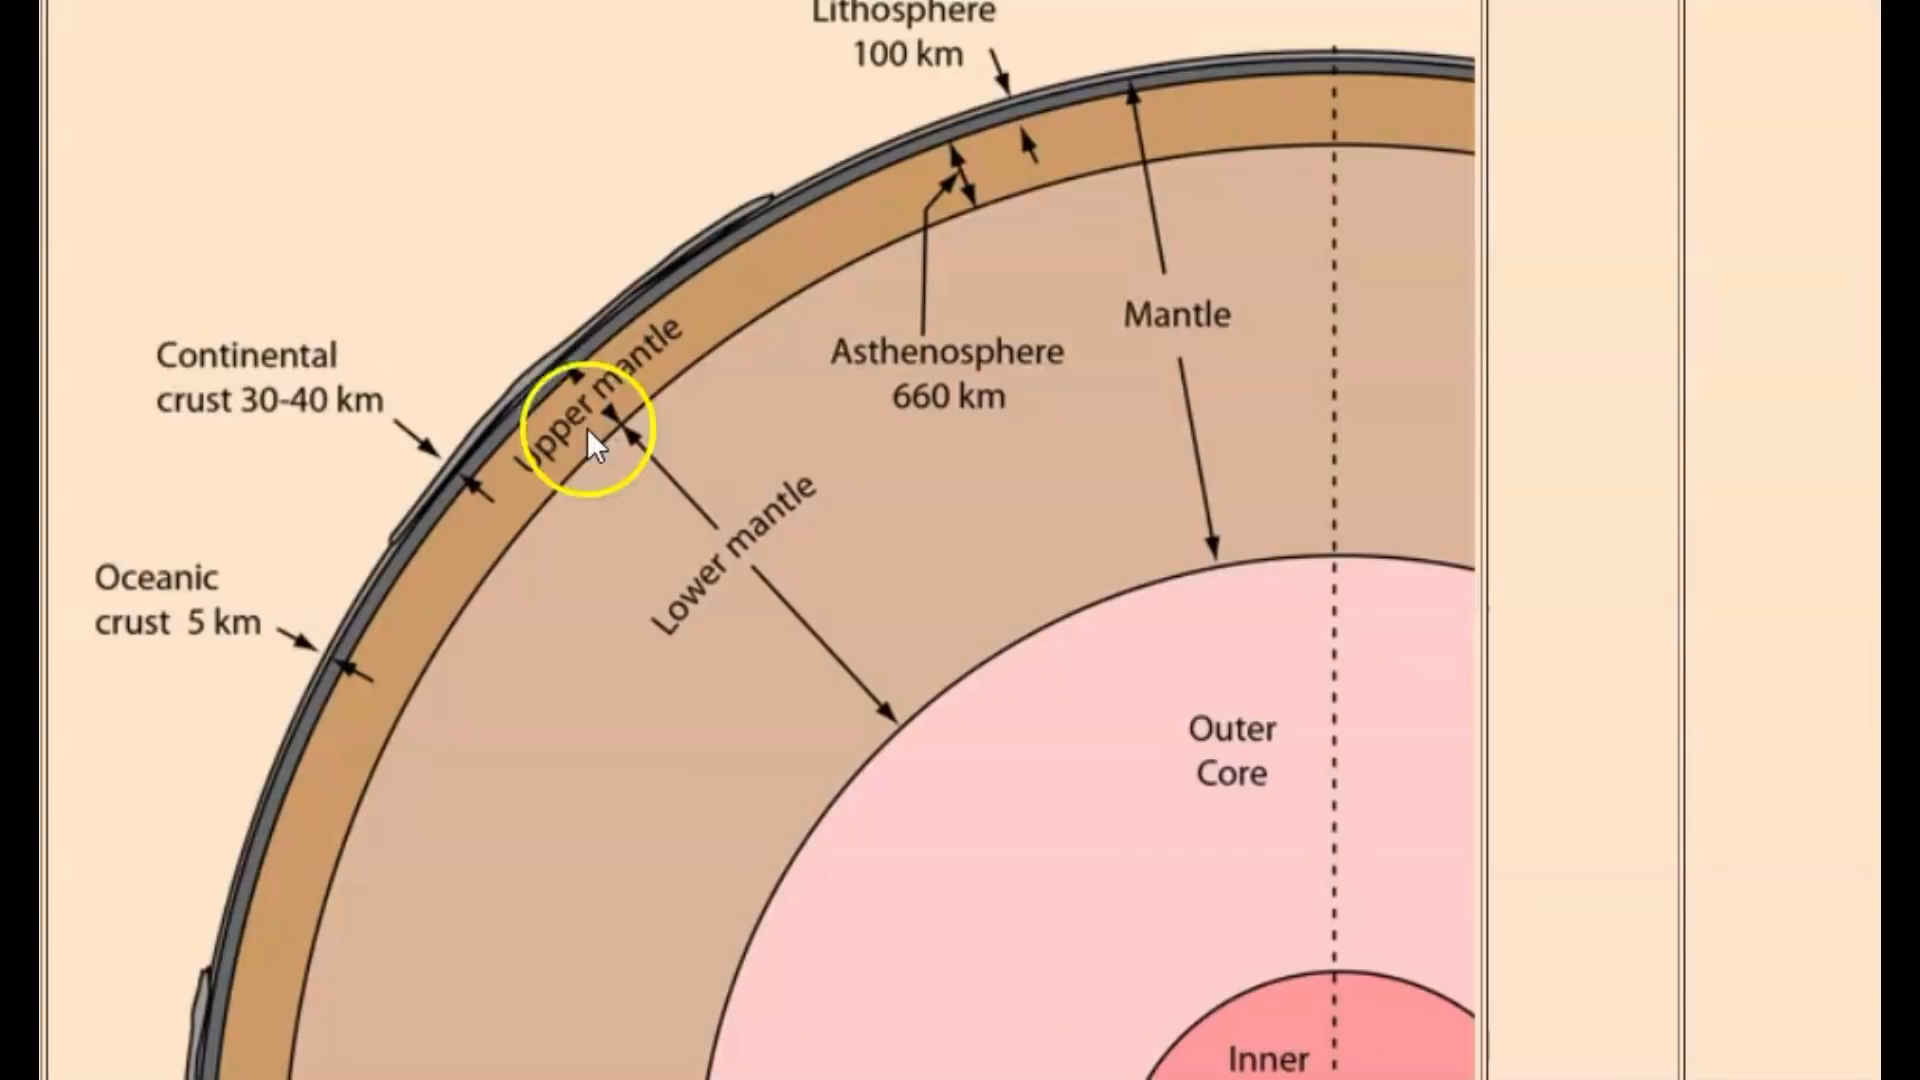 Lithosphere
100 km
Continental
crust 30-40 km
Upper mantle
Asthenosphere
660 km
Mantle
Lower mantle
Oceanic
crust 5 km
Outer
Core
Inner